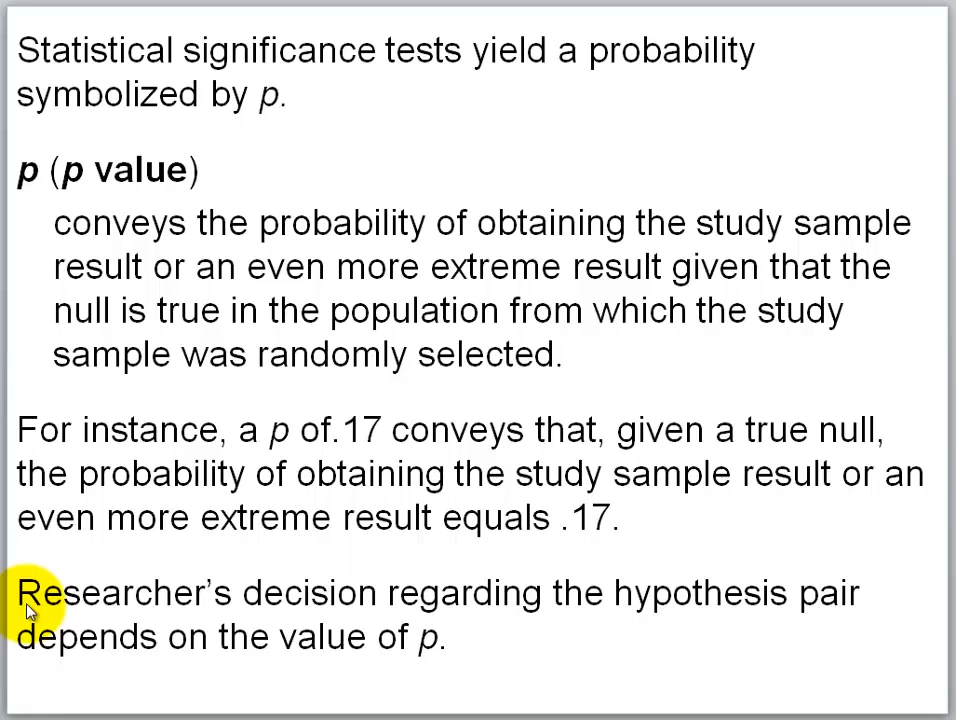 Statistical significance tests yield a probability
symbolized by p.
p (p value)
conveys the probability of obtaining the study sample
result or an even more extreme result given that the
null is true in the population from which the study
sample was randomly selected.
For instance, a p of.17 conveys that, given a true null,
the probability of obtaining the study sample result or an
even more extreme result equals .17.
Researcher’s decision regarding the hypothesis pair
depends on the value of p.